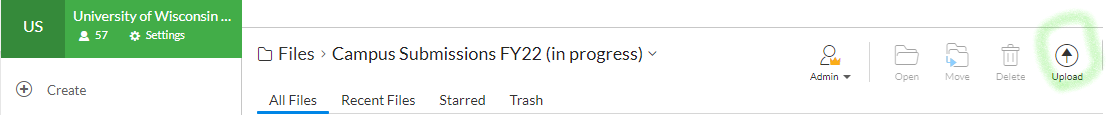 US
University of Wisconsin ...
57 Settings
Create
Files > Campus Submissions FY22 (in progress)
Admin
Open
Move
Delete
Upload
All Files Recent Files Starred Trash